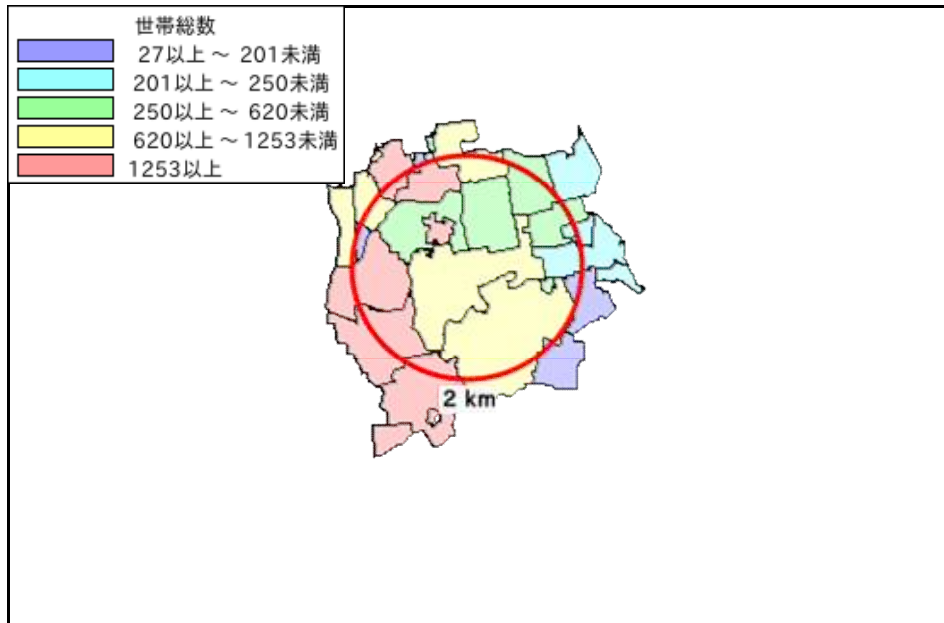 世帯総数
27以上 ～ 201未満
201以上 ～ 250未満
250以上 ～ 620未満
620以上 ～ 1253未満
1253以上
2 km